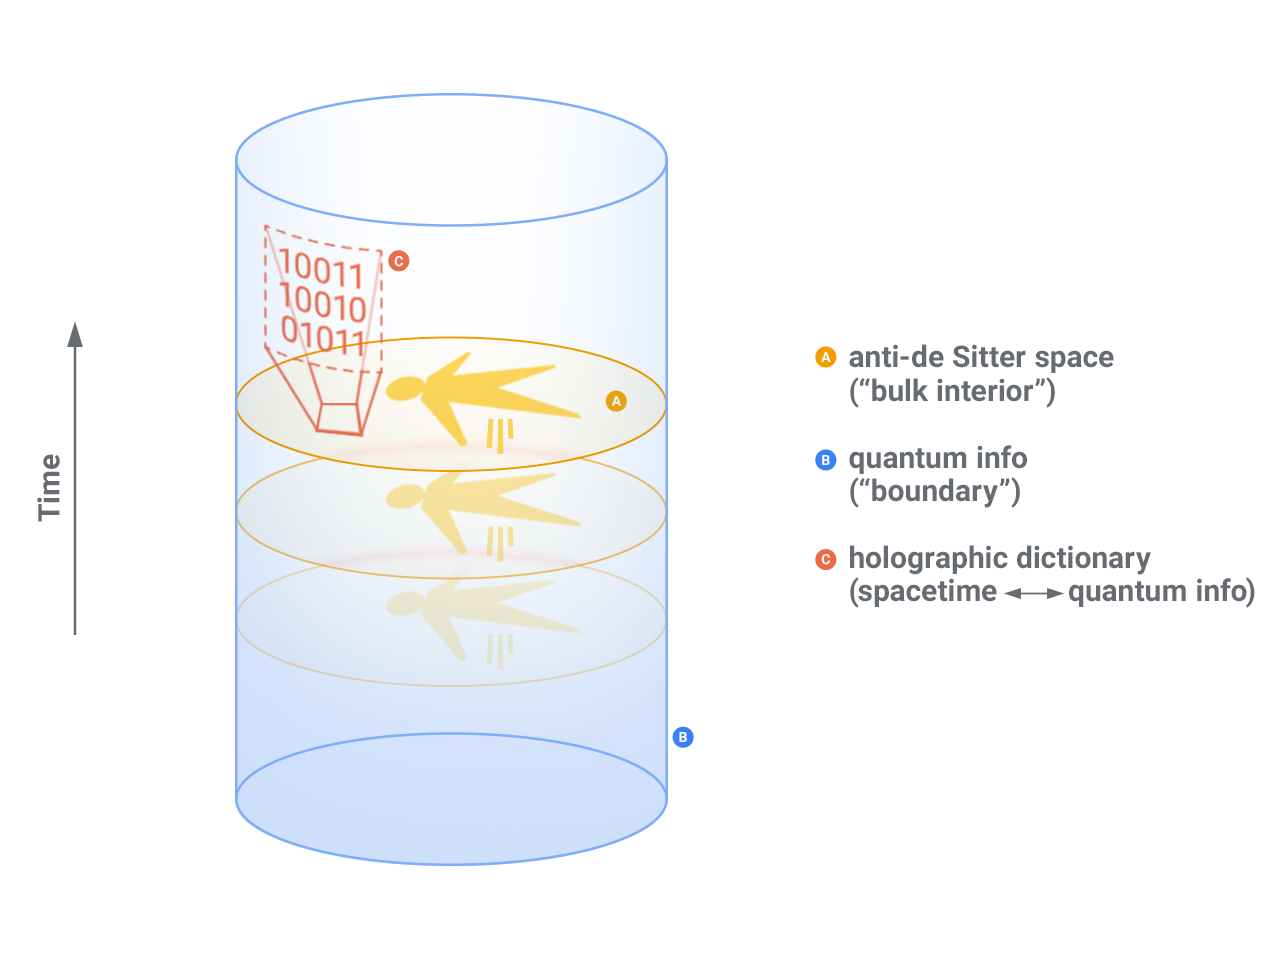 10011
10010
01011
C
A
B
Time
A anti-de Sitter space
(“bulk interior”)
B quantum info
(“boundary”)
C holographic dictionary
(spacetime ↔ quantum info)